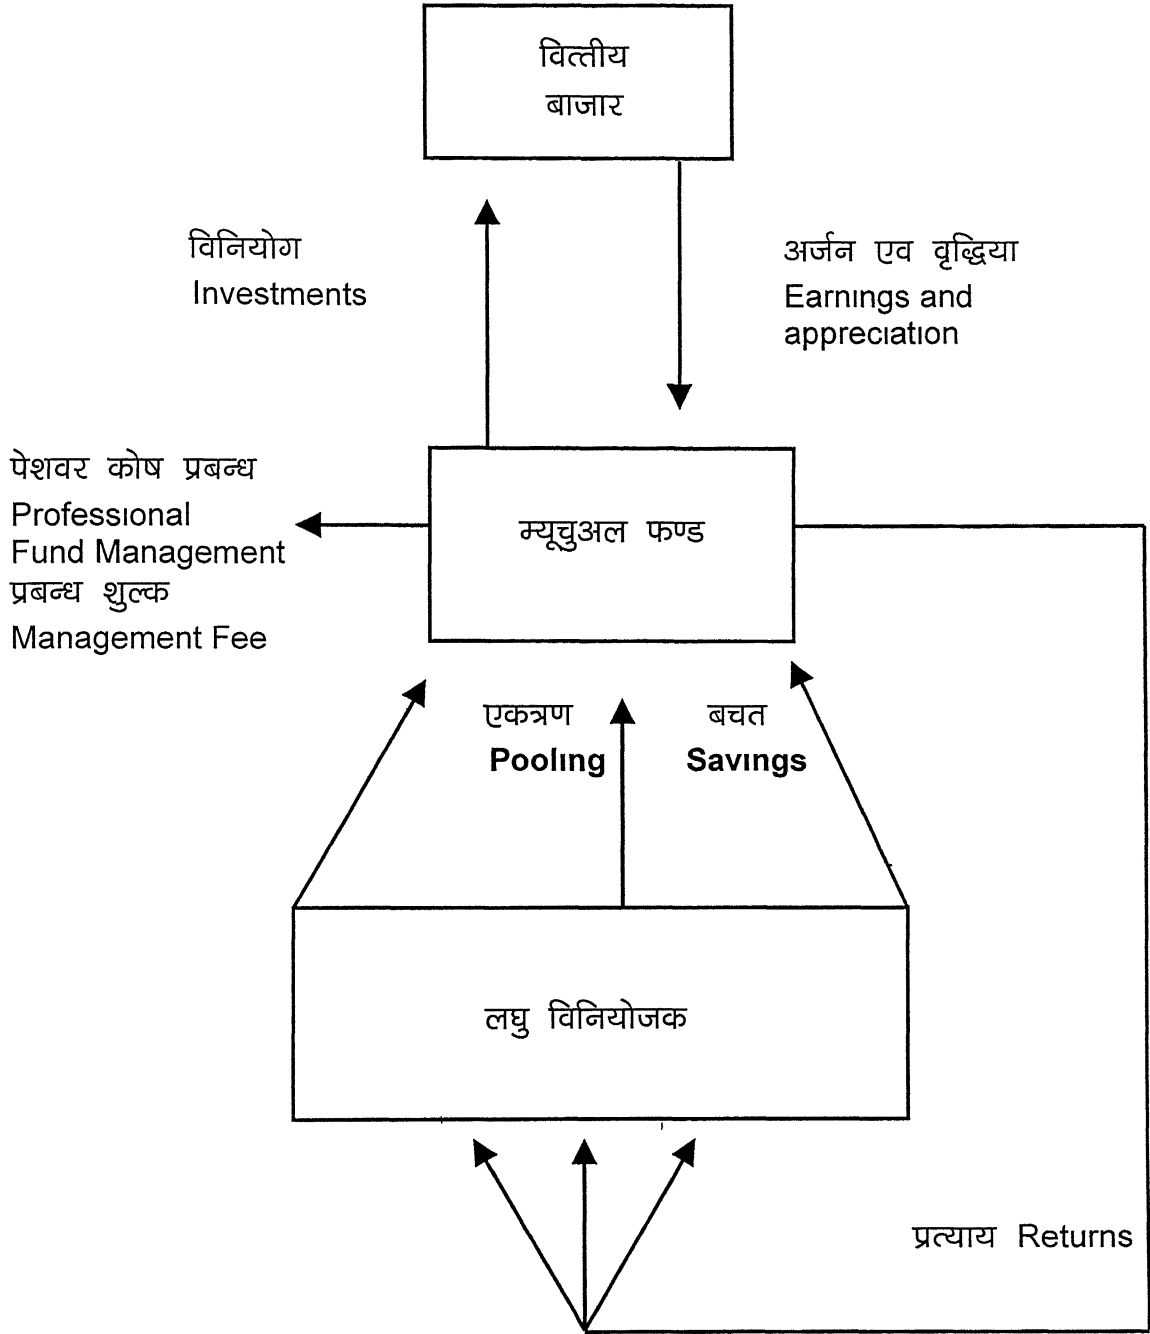 वित्तीय
बाजार
विनियोग
Investments
अर्जन एव वृद्धिया
Earnings and
appreciation
पेशवर कोष प्रबन्ध
Professional
Fund Management
प्रबन्ध शुल्क
Management Fee
म्यूचुअल फण्ड
एकत्रण
Pooling
बचत
Savings
लघु विनियोजक
प्रत्याय Returns